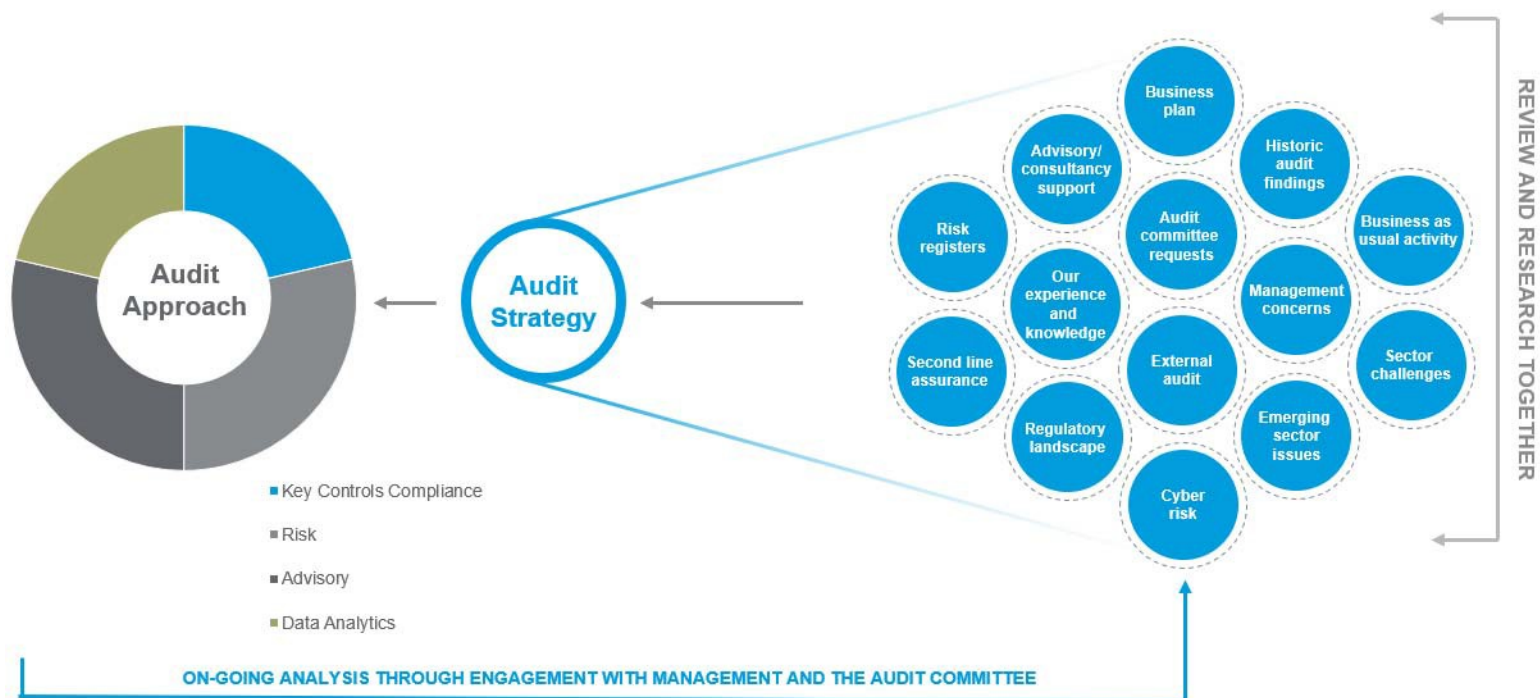 Audit
Approach
Key Controls Compliance
Risk
Advisory
Data Analytics
Audit
Strategy
Business
plan
Advisory/
consultancy
support
Historic
audit
findings
Risk
registers
Audit
committee
requests
Business as
usual activity
Our
experience
and
knowledge
Management
concerns
Second line
assurance
External
audit
Sector
challenges
Regulatory
landscape
Emerging
sector
issues
Cyber
risk
REVIEW AND RESEARCH TOGETHER
ON-GOING ANALYSIS THROUGH ENGAGEMENT WITH MANAGEMENT AND THE AUDIT COMMITTEE